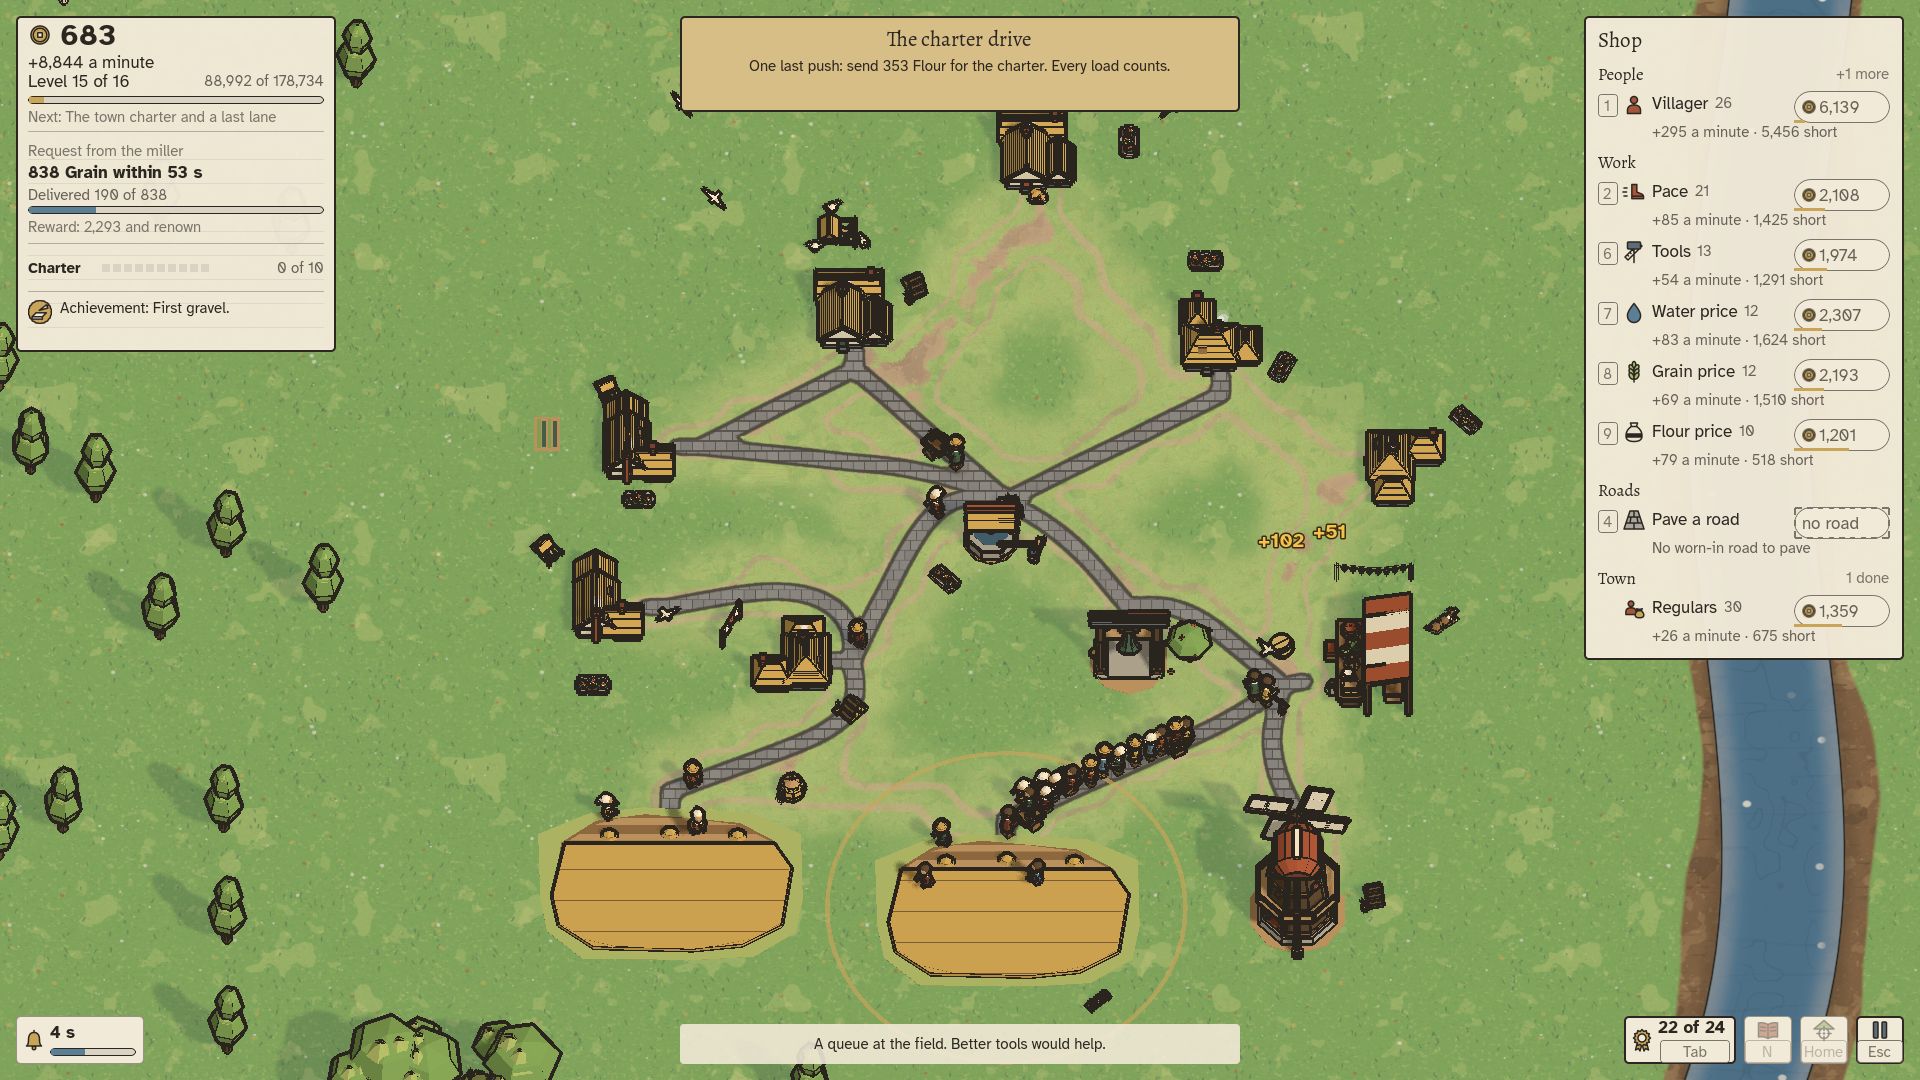 683
+8,844 a minute
Level 15 of 16 88,992 of 178,734
Next: The town charter and a last lane
Request from the miller
838 Grain within 53 s
Delivered 190 of 838
Reward: 2,293 and renown
Charter 0 of 10
Achievement: First gravel.
The charter drive
One last push: send 353 Flour for the charter. Every load counts.
Shop
People +1 more
1 Villager 26 6,139
+295 a minute · 5,456 short
Work
2 Pace 21 2,108
+85 a minute · 1,425 short
6 Tools 13 1,974
+54 a minute · 1,291 short
7 Water price 12 2,307
+83 a minute · 1,624 short
8 Grain price 12 2,193
+69 a minute · 1,510 short
9 Flour price 10 1,201
+79 a minute · 518 short
Roads
4 Pave a road no road
No worn-in road to pave
Town 1 done
Regulars 30 1,359
+26 a minute · 675 short
+102 +51
4 s
A queue at the field. Better tools would help.
22 of 24
Tab N Home Esc